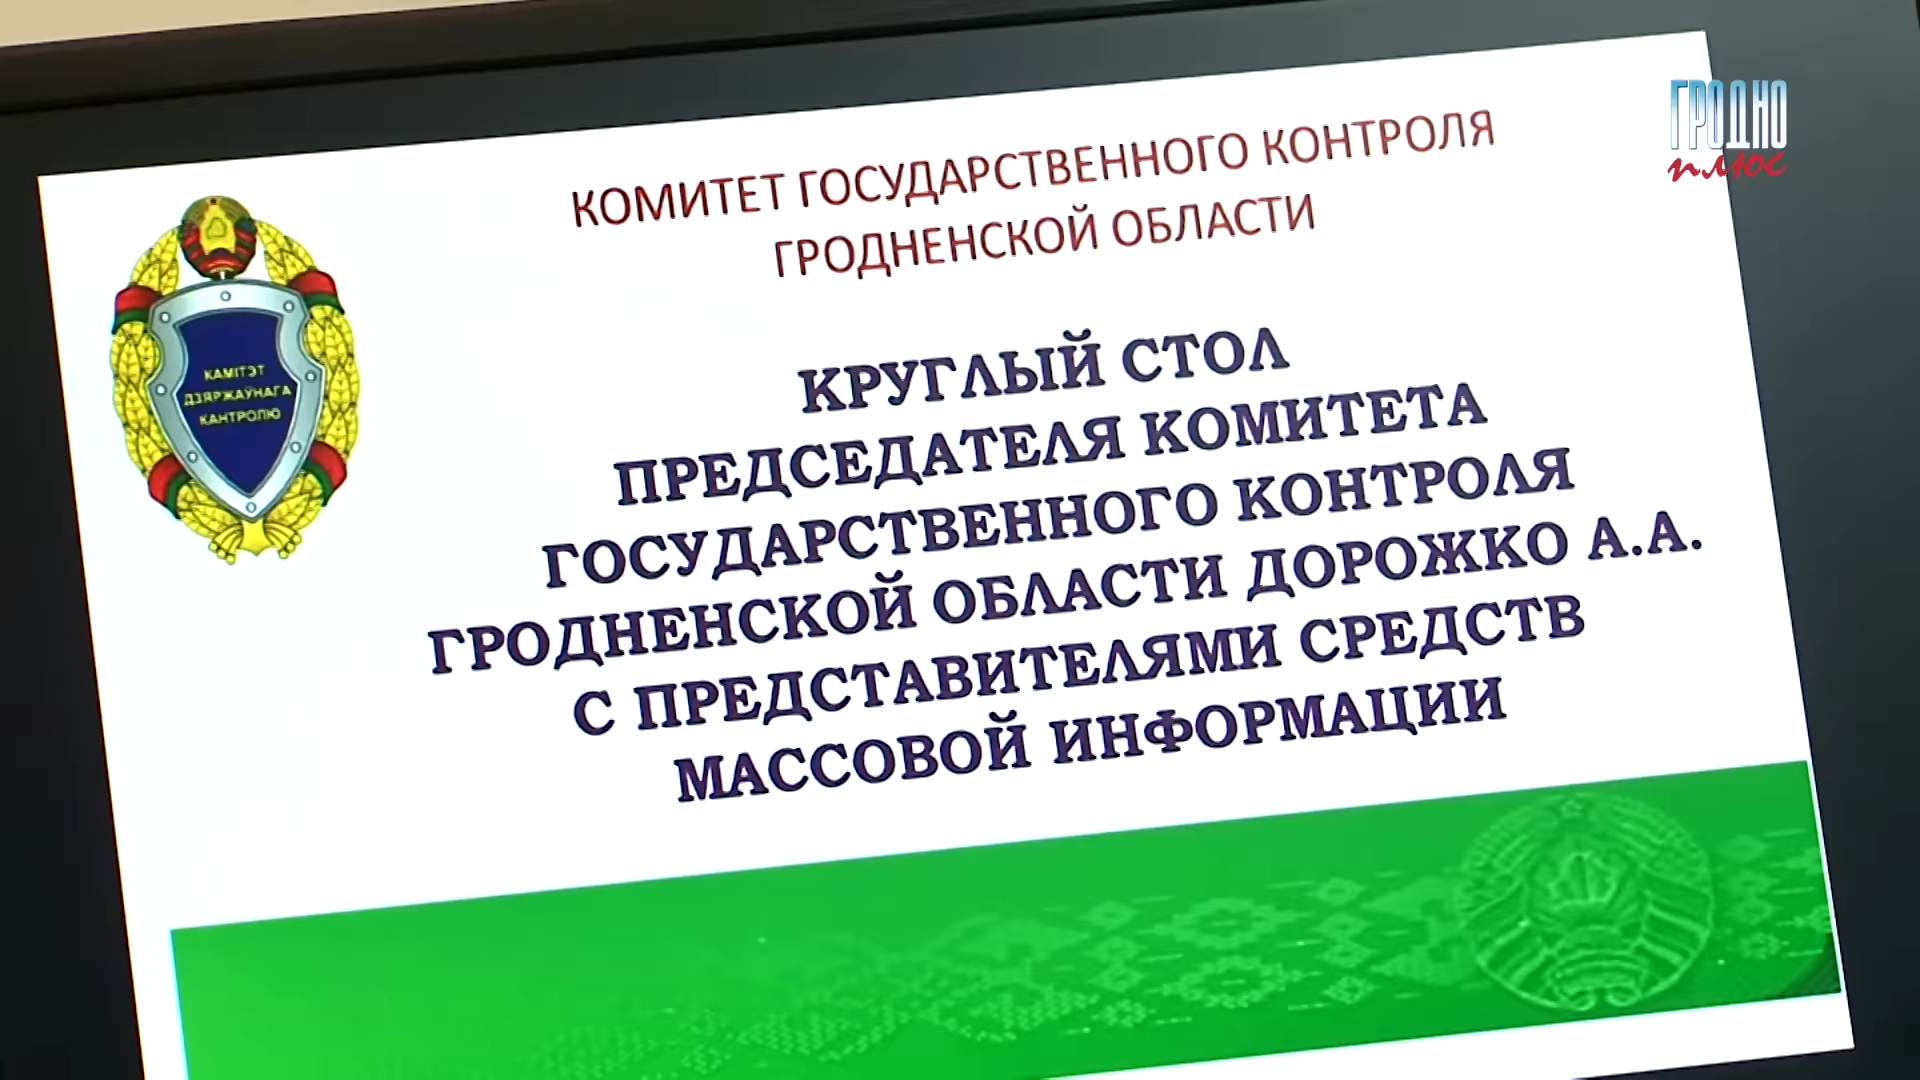 ГРОДНО
плюс
КОМИТЕТ ГОСУДАРСТВЕННОГО КОНТРОЛЯ
ГРОДНЕНСКОЙ ОБЛАСТИ
КАМІТЭТ
ДЗЯРЖАЎНАГА
КАНТРОЛЮ
КРУГЛЫЙ СТОЛ
ПРЕДСЕДАТЕЛЯ КОМИТЕТА
ГОСУДАРСТВЕННОГО КОНТРОЛЯ
ГРОДНЕНСКОЙ ОБЛАСТИ ДОРОЖКО А.А.
С ПРЕДСТАВИТЕЛЯМИ СРЕДСТВ
МАССОВОЙ ИНФОРМАЦИИ